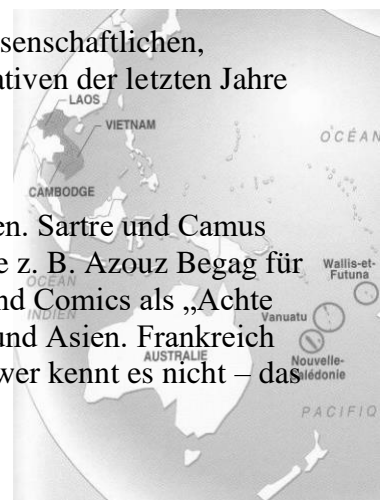 senschaftlichen,
ativen der letzten Jahre
LAOS
VIETNAM
OCÉAN
CAMBODGE
en. Sartre und Camus
e z. B. Azouz Begag für
Wallis-et-
Futuna
OCÉAN
INDIEN
nd Comics als „Achte
Vanuatu
und Asien. Frankreich
AUSTRALIE
wer kennt es nicht – das
Nouvelle-
Calédonie
PACIFIQ